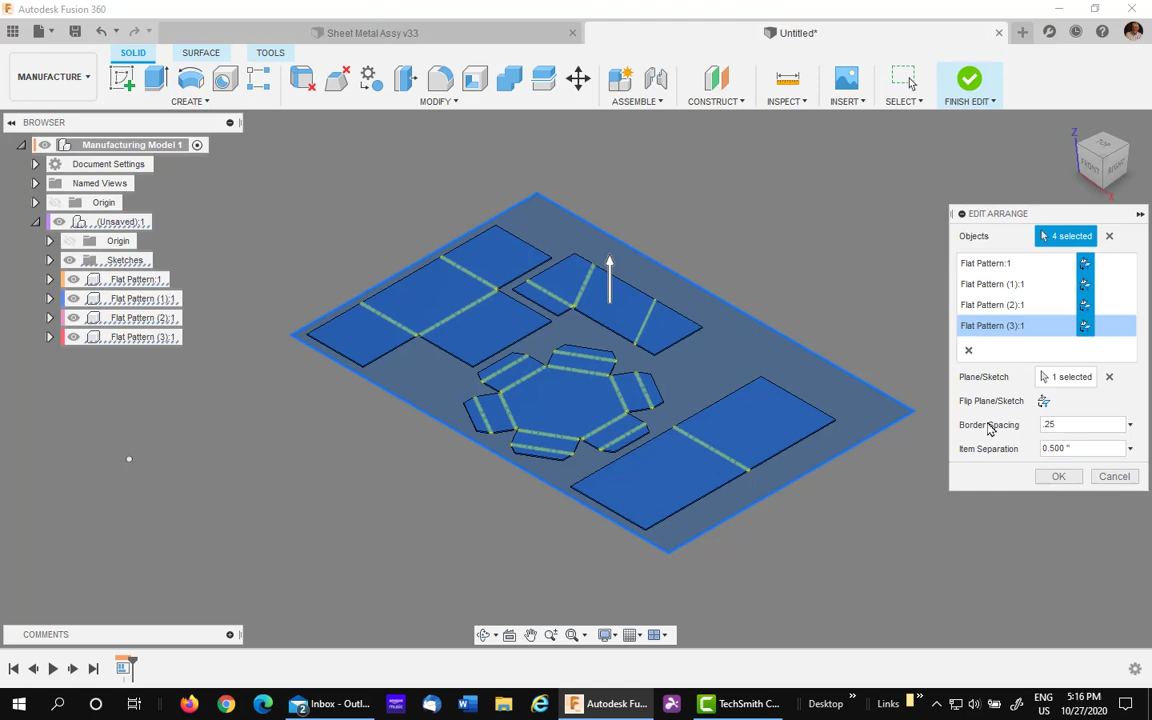 Autodesk Fusion 360
Sheet Metal Assy v33
Untitled*
SOLID
SURFACE
TOOLS
MANUFACTURE
CREATE
MODIFY
ASSEMBLE
CONSTRUCT
INSPECT
INSERT
SELECT
FINISH EDIT
BROWSER
Manufacturing Model 1
Document Settings
Named Views
Origin
(Unsaved):1
Origin
Sketches
Flat Pattern:1
Flat Pattern (1):1
Flat Pattern (2):1
Flat Pattern (3):1
Z
TOP
FRONT
RIGHT
X
EDIT ARRANGE
Objects
4 selected
Flat Pattern:1
Flat Pattern (1):1
Flat Pattern (2):1
Flat Pattern (3):1
Plane/Sketch
1 selected
Flip Plane/Sketch
Border Spacing
.25
Item Separation
0.500 "
OK
Cancel
COMMENTS
Inbox - Outl...
Autodesk Fu...
TechSmith C...
Desktop
Links
ENG
US
5:16 PM
10/27/2020